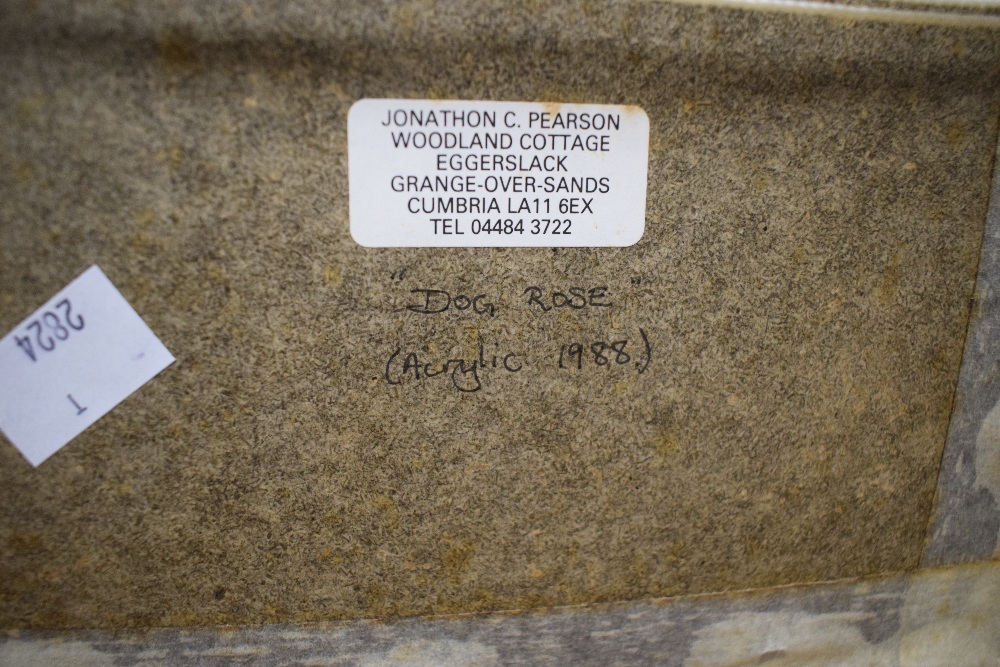 JONATHON C. PEARSON
WOODLAND COTTAGE
EGGERSLACK
GRANGE-OVER-SANDS
CUMBRIA LA11 6EX
TEL 04484 3722
"DOG ROSE"
(Acrylic 1988.)
2824
T